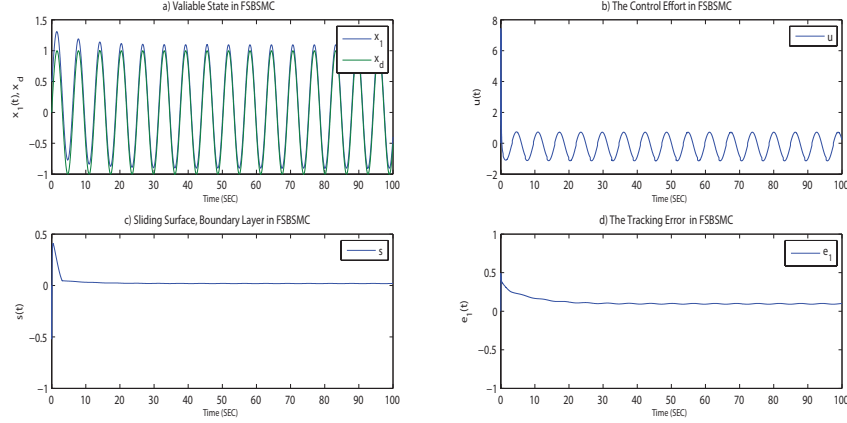 a) Valiable State in FSBSMC
x1(t), xd
1.5
1
0.5
0
−0.5
−1
0 10 20 30 40 50 60 70 80 90 100
Time (SEC)
x1
xd
b) The Control Effort in FSBSMC
u(t)
8
6
4
2
0
−2
0 10 20 30 40 50 60 70 80 90 100
Time (SEC)
u
c) Sliding Surface, Boundary Layer in FSBSMC
s(t)
0.5
0
−0.5
−1
0 10 20 30 40 50 60 70 80 90 100
Time (SEC)
s
d) The Tracking Error in FSBSMC
e1(t)
1
0.5
0
−0.5
−1
0 10 20 30 40 50 60 70 80 90 100
Time (SEC)
e1